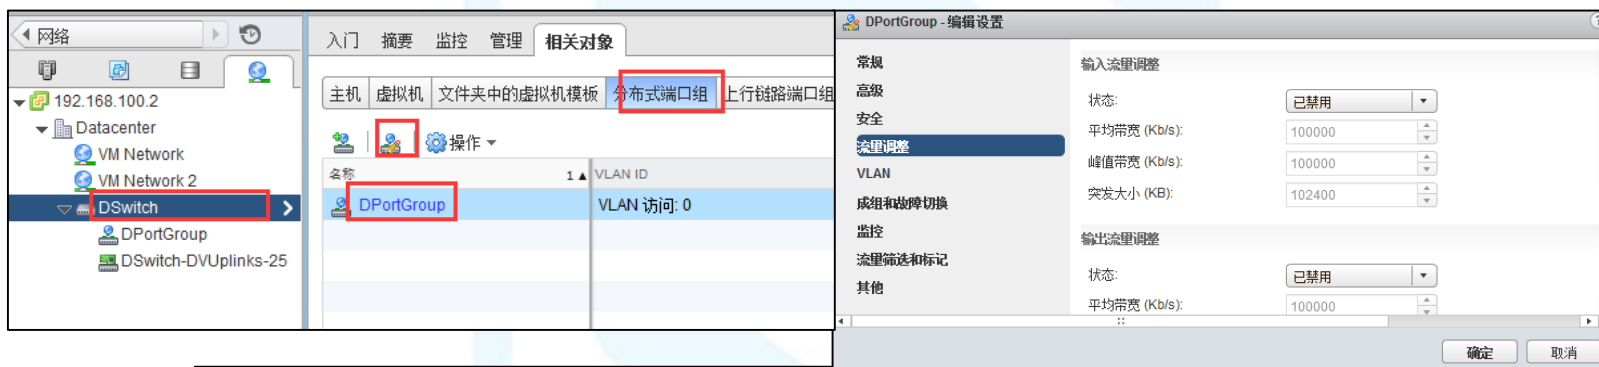 网络
192.168.100.2
Datacenter
VM Network
VM Network 2
DSwitch
DPortGroup
DSwitch-DVUplinks-25
入门 摘要 监控 管理 相关对象
主机 虚拟机 文件夹中的虚拟机模板 分布式端口组 上行链路端口组
操作
名称 1 VLAN ID
DPortGroup VLAN 访问: 0
DPortGroup - 编辑设置
常规
高级
安全
流量调整
VLAN
成组和故障切换
监控
流量筛选和标记
其他
输入流量调整
状态: 已禁用
平均带宽 (Kb/s): 100000
峰值带宽 (Kb/s): 100000
突发大小 (KB): 102400
输出流量调整
状态: 已禁用
平均带宽 (Kb/s): 100000
确定 取消